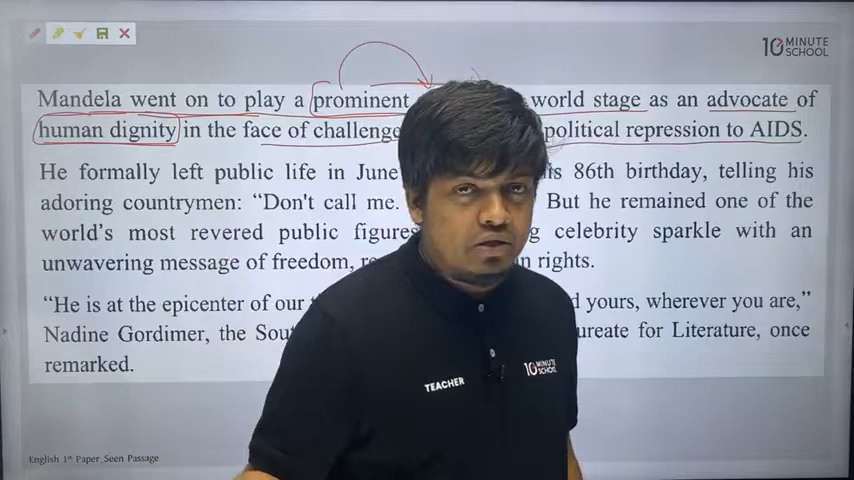 10 MINUTE
SCHOOL
Mandela went on to play a prominent world stage as an advocate of
human dignity in the face of challenge political repression to AIDS.
He formally left public life in June his 86th birthday, telling his
adoring countrymen: “Don't call me. But he remained one of the
world’s most revered public figures celebrity sparkle with an
unwavering message of freedom, rights.
“He is at the epicenter of our yours, wherever you are,”
Nadine Gordimer, the for Literature, once
remarked.
TEACHER
10 MINUTE
SCHOOL
English 1st Paper_Seen Passage